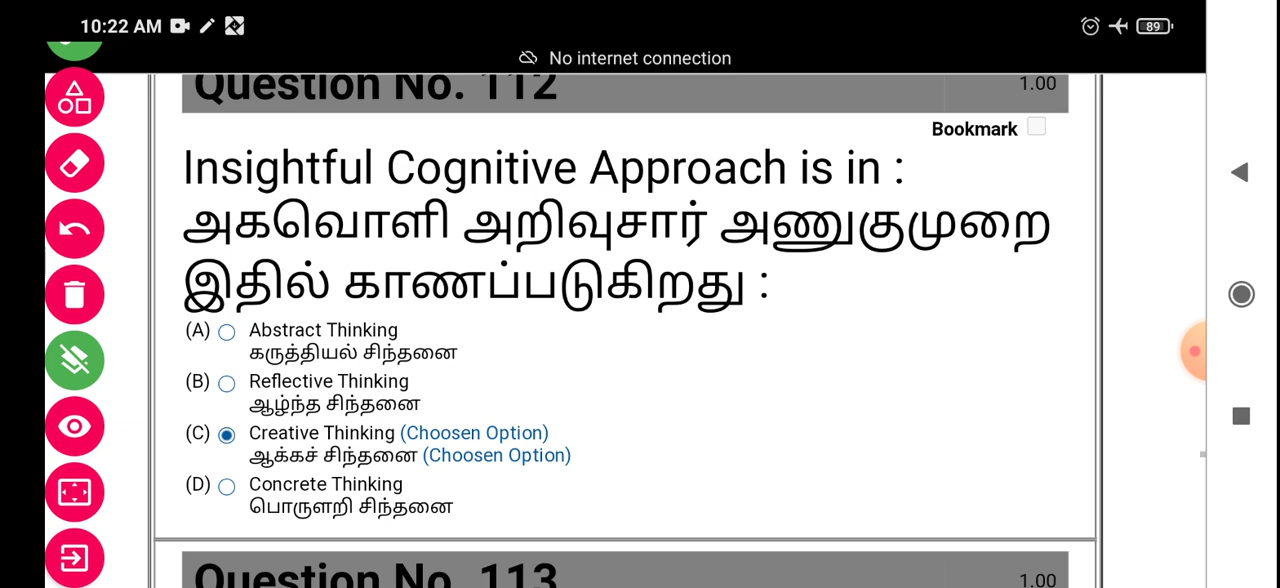 10:22 AM
89
No internet connection
Question No. 112
1.00
Bookmark
Insightful Cognitive Approach is in :
அகவொளி அறிவுசார் அணுகுமுறை
இதில் காணப்படுகிறது :
(A) Abstract Thinking
கருத்தியல் சிந்தனை
(B) Reflective Thinking
ஆழ்ந்த சிந்தனை
(C) Creative Thinking (Choosen Option)
ஆக்கச் சிந்தனை (Choosen Option)
(D) Concrete Thinking
பொருளறி சிந்தனை
Question No. 113
1.00